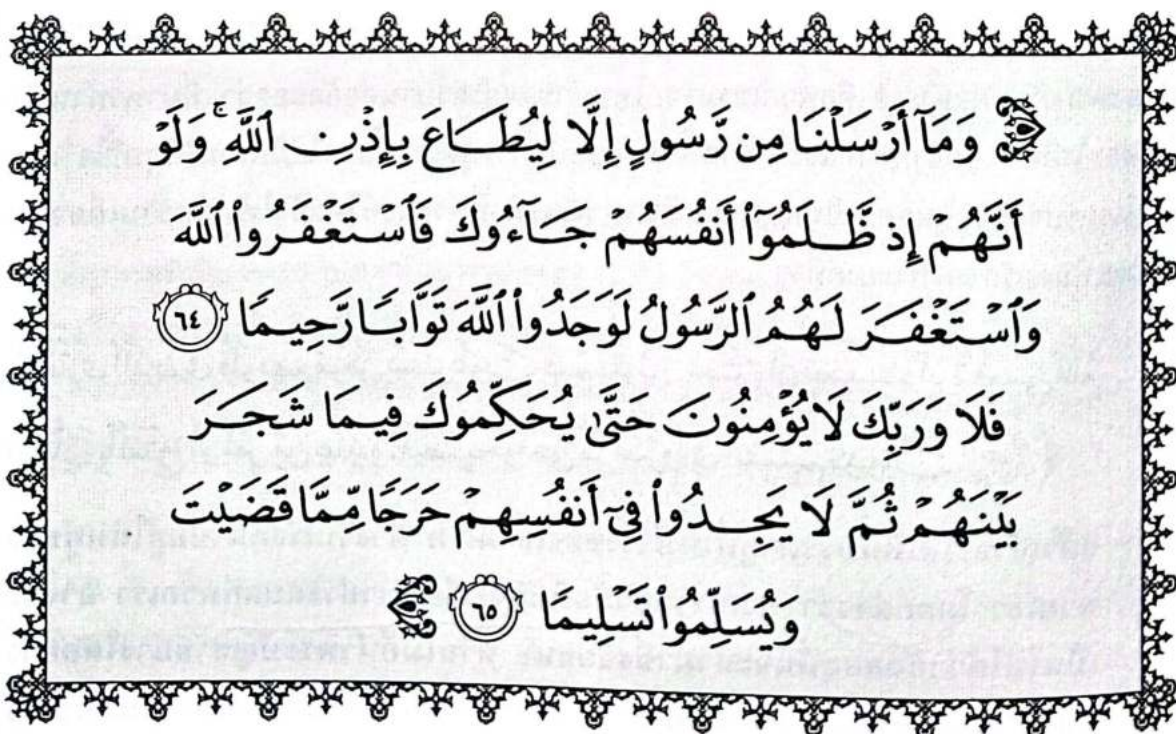 وَمَآ أَرْسَلْنَا مِن رَّسُولٍ إِلَّا لِيُطَاعَ بِإِذْنِ ٱللَّهِ ۚ وَلَوْ
أَنَّهُمْ إِذ ظَّلَمُوٓا۟ أَنفُسَهُمْ جَآءُوكَ فَٱسْتَغْفَرُوا۟ ٱللَّهَ
وَٱسْتَغْفَرَ لَهُمُ ٱلرَّسُولُ لَوَجَدُوا۟ ٱللَّهَ تَوَّابًا رَّحِيمًا ٦٤
فَلَا وَرَبِّكَ لَا يُؤْمِنُونَ حَتَّىٰ يُحَكِّمُوكَ فِيمَا شَجَرَ
بَيْنَهُمْ ثُمَّ لَا يَجِدُوا۟ فِىٓ أَنفُسِهِمْ حَرَجًا مِّمَّا قَضَيْتَ
وَيُسَلِّمُوا۟ تَسْلِيمًا ٦٥